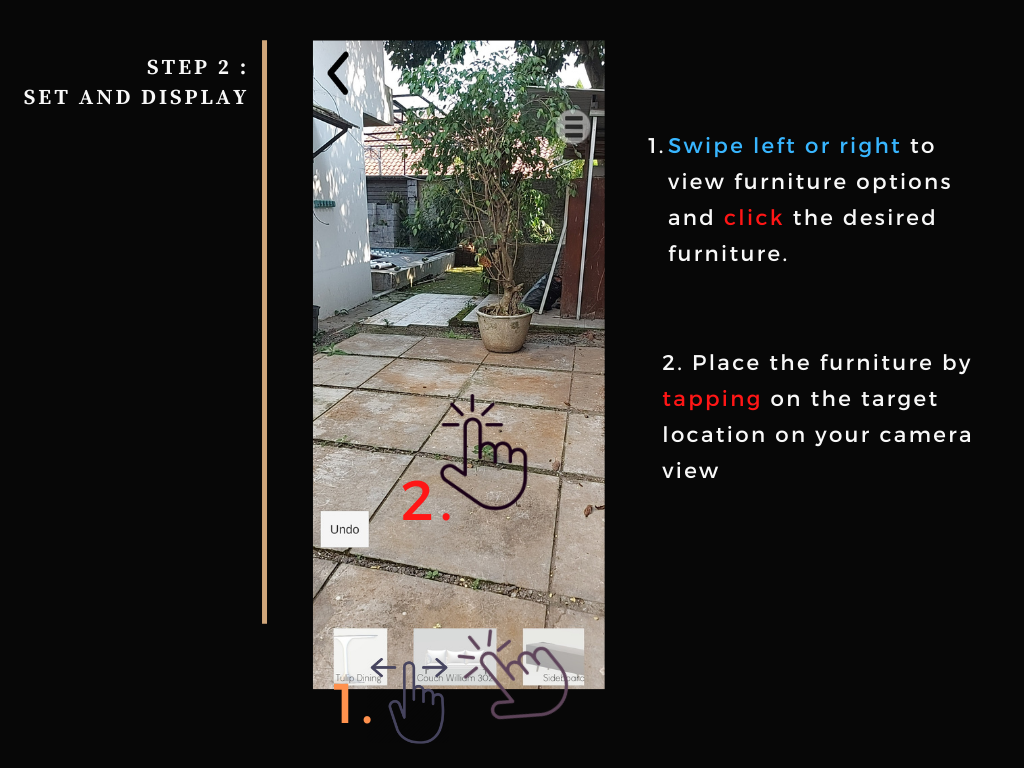 STEP 2 :
SET AND DISPLAY
1. Swipe left or right to
view furniture options
and click the desired
furniture.
2. Place the furniture by
tapping on the target
location on your camera
view
2.
Undo
Tulip Dining
Couch William 302
Sideboard
1.